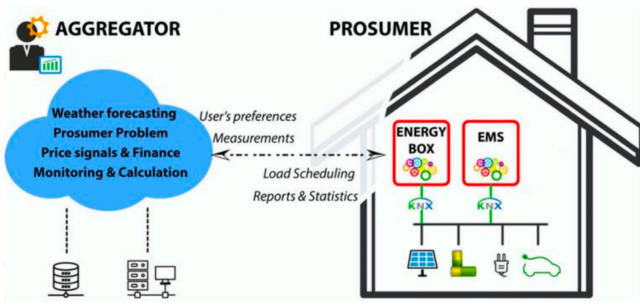 AGGREGATOR
PROSUMER
Weather forecasting
Prosumer Problem
Price signals & Finance
Monitoring & Calculation
User's preferences
Measurements
Load Scheduling
Reports & Statistics
ENERGY
BOX
EMS
KNX
KNX